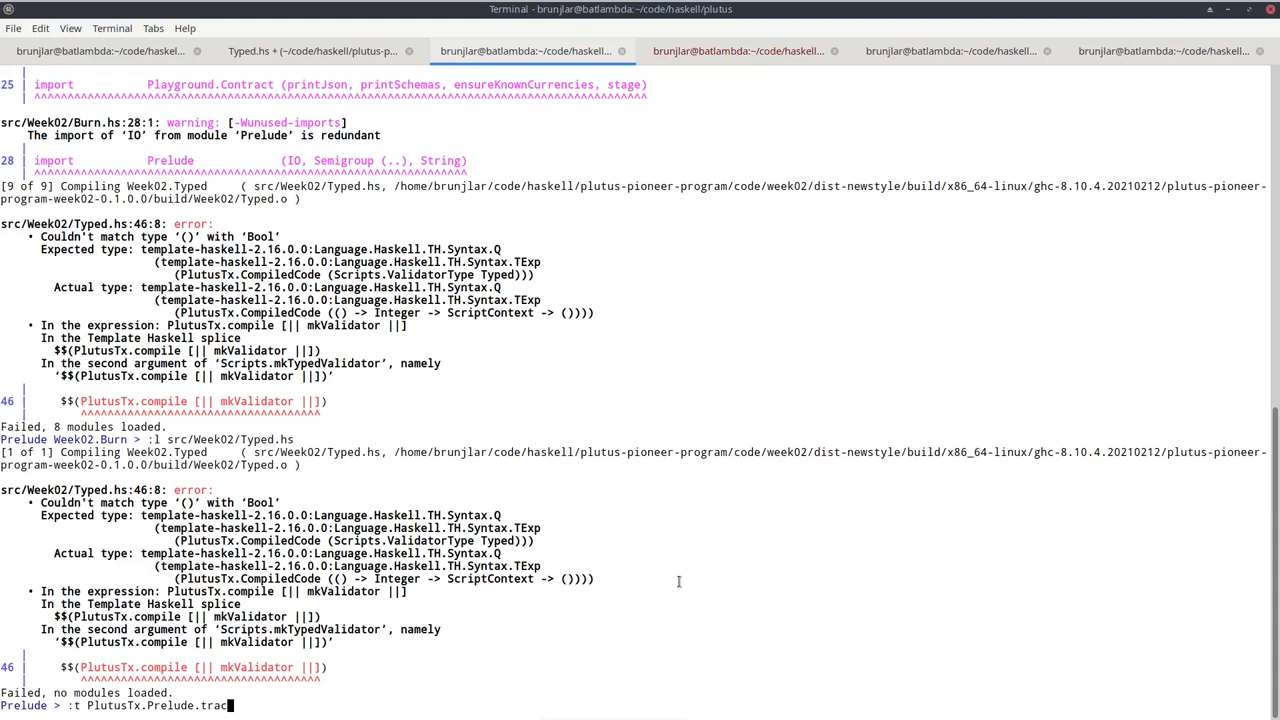 Terminal - brunjlar@batlambda:~/code/haskell/plutus
File Edit View Terminal Tabs Help
brunjlar@batlambda:~/code/haskel... Typed.hs + (~/code/haskell/plutus-p... brunjlar@batlambda:~/code/haskell... brunjlar@batlambda:~/code/haskell... brunjlar@batlambda:~/code/haskell... brunjlar@batlambda:~/code/haskell...
|
25 | import Playground.Contract (printJson, printSchemas, ensureKnownCurrencies, stage)
| ^^^^^^^^^^^^^^^^^^^^^^^^^^^^^^^^^^^^^^^^^^^^^^^^^^^^^^^^^^^^^^^^^^^^^^^^^^^^^^^^^^^^^^^^^^^^
src/Week02/Burn.hs:28:1: warning: [-Wunused-imports]
The import of ‘IO’ from module ‘Prelude’ is redundant
|
28 | import Prelude (IO, Semigroup (..), String)
| ^^^^^^^^^^^^^^^^^^^^^^^^^^^^^^^^^^^^^^^^^^^^^^^^^^^^^^^^^^^^^^^^^
[9 of 9] Compiling Week02.Typed ( src/Week02/Typed.hs, /home/brunjlar/code/haskell/plutus-pioneer-program/code/week02/dist-newstyle/build/x86_64-linux/ghc-8.10.4.20210212/plutus-pioneer-
program-week02-0.1.0.0/build/Week02/Typed.o )
src/Week02/Typed.hs:46:8: error:
• Couldn't match type ‘()’ with ‘Bool’
Expected type: template-haskell-2.16.0.0:Language.Haskell.TH.Syntax.Q
(template-haskell-2.16.0.0:Language.Haskell.TH.Syntax.TExp
(PlutusTx.CompiledCode (Scripts.ValidatorType Typed)))
Actual type: template-haskell-2.16.0.0:Language.Haskell.TH.Syntax.Q
(template-haskell-2.16.0.0:Language.Haskell.TH.Syntax.TExp
(PlutusTx.CompiledCode (() -> Integer -> ScriptContext -> ())))
• In the expression: PlutusTx.compile [|| mkValidator ||]
In the Template Haskell splice
$$(PlutusTx.compile [|| mkValidator ||])
In the second argument of ‘Scripts.mkTypedValidator’, namely
‘$$(PlutusTx.compile [|| mkValidator ||])’
|
46 | $$(PlutusTx.compile [|| mkValidator ||])
| ^^^^^^^^^^^^^^^^^^^^^^^^^^^^^^^^^^^^
Failed, 8 modules loaded.
Prelude Week02.Burn > :l src/Week02/Typed.hs
[1 of 1] Compiling Week02.Typed ( src/Week02/Typed.hs, /home/brunjlar/code/haskell/plutus-pioneer-program/code/week02/dist-newstyle/build/x86_64-linux/ghc-8.10.4.20210212/plutus-pioneer-
program-week02-0.1.0.0/build/Week02/Typed.o )
src/Week02/Typed.hs:46:8: error:
• Couldn't match type ‘()’ with ‘Bool’
Expected type: template-haskell-2.16.0.0:Language.Haskell.TH.Syntax.Q
(template-haskell-2.16.0.0:Language.Haskell.TH.Syntax.TExp
(PlutusTx.CompiledCode (Scripts.ValidatorType Typed)))
Actual type: template-haskell-2.16.0.0:Language.Haskell.TH.Syntax.Q
(template-haskell-2.16.0.0:Language.Haskell.TH.Syntax.TExp
(PlutusTx.CompiledCode (() -> Integer -> ScriptContext -> ())))
• In the expression: PlutusTx.compile [|| mkValidator ||]
In the Template Haskell splice
$$(PlutusTx.compile [|| mkValidator ||])
In the second argument of ‘Scripts.mkTypedValidator’, namely
‘$$(PlutusTx.compile [|| mkValidator ||])’
|
46 | $$(PlutusTx.compile [|| mkValidator ||])
| ^^^^^^^^^^^^^^^^^^^^^^^^^^^^^^^^^^^^
Failed, no modules loaded.
Prelude > :t PlutusTx.Prelude.trac